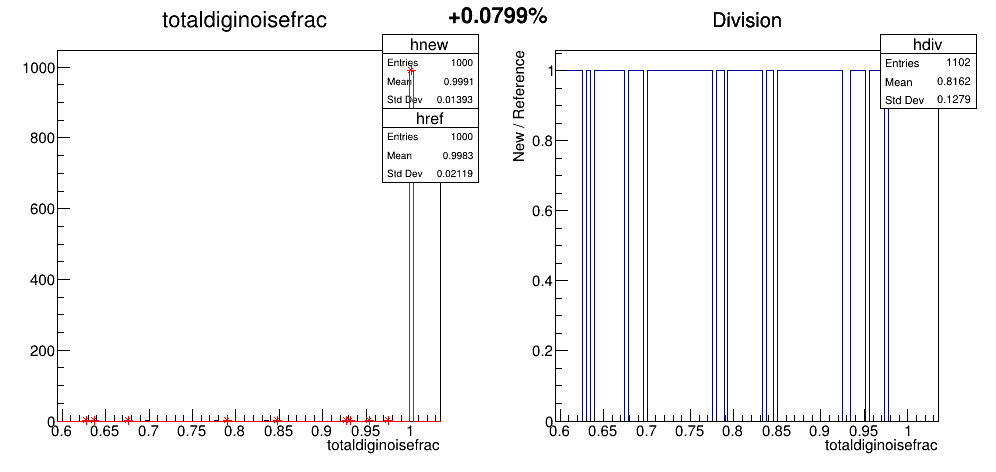 +0.0799%
totaldiginoisefrac
hnew
Entries 1000
Mean 0.9991
Std Dev 0.01393
href
Entries 1000
Mean 0.9983
Std Dev 0.02119
1000
800
600
400
200
0
0.6 0.65 0.7 0.75 0.8 0.85 0.9 0.95 1
totaldiginoisefrac
Division
hdiv
Entries 1102
Mean 0.8162
Std Dev 0.1279
New / Reference
1
0.8
0.6
0.4
0.2
0
0.6 0.65 0.7 0.75 0.8 0.85 0.9 0.95 1
totaldiginoisefrac